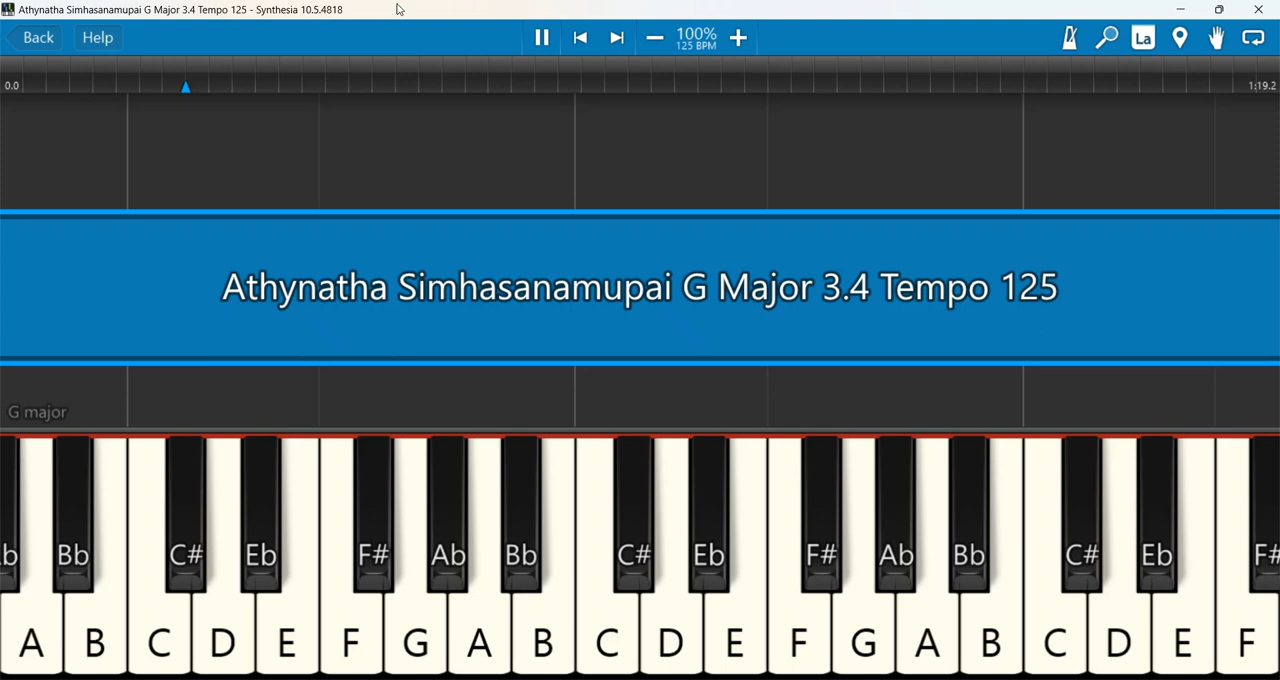 Athynatha Simhasanamupai G Major 3.4 Tempo 125 - Synthesia 10.5.4818
Back Help 100% La
125 BPM
0.0 1:19.2
Athynatha Simhasanamupai G Major 3.4 Tempo 125
G major
b Bb C# Eb F# Ab Bb C# Eb F# Ab Bb C# Eb F#
A B C D E F G A B C D E F G A B C D E F